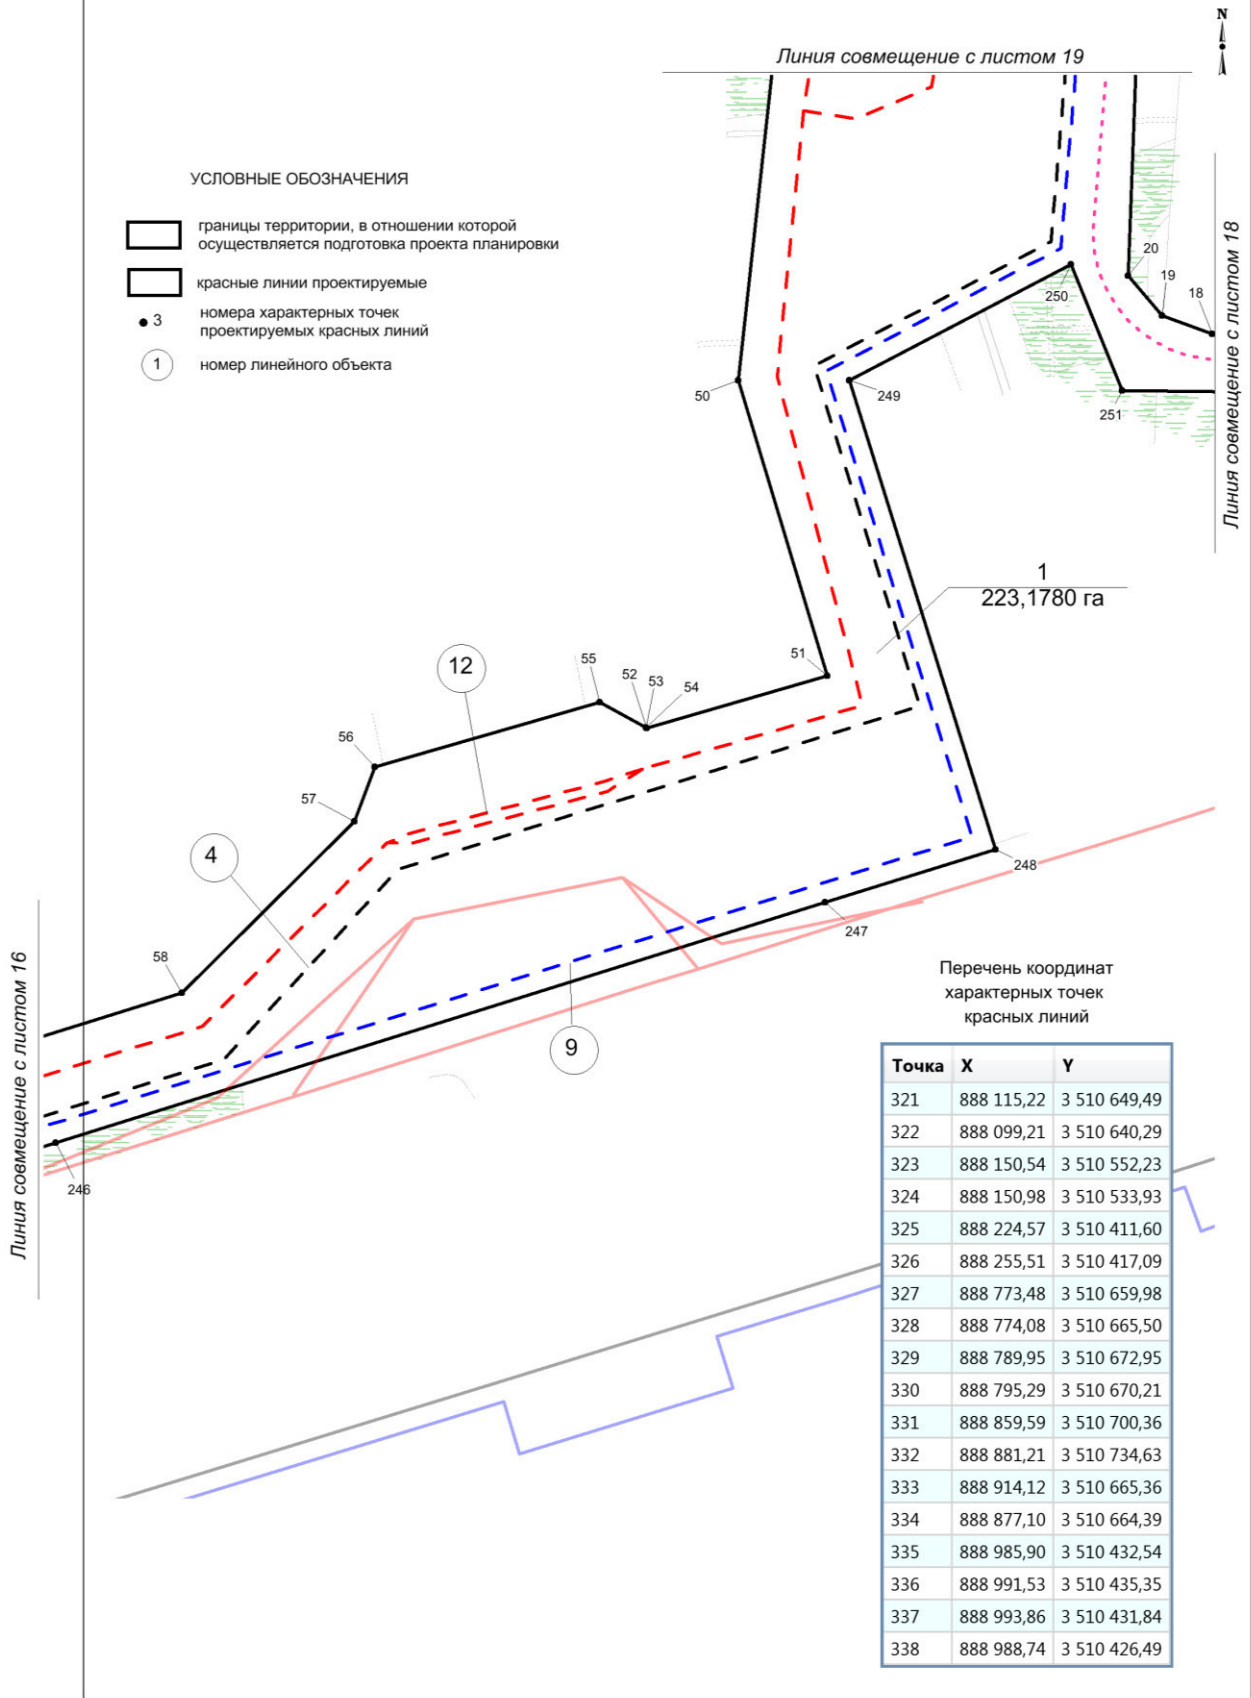 N
Линия совмещение с листом 19
УСЛОВНЫЕ ОБОЗНАЧЕНИЯ
границы территории, в отношении которой
осуществляется подготовка проекта планировки
красные линии проектируемые
3
номера характерных точек
проектируемых красных линий
1
номер линейного объекта
Линия совмещение с листом 18
20
19
18
250
251
50
249
1
223,1780 га
51
55
52
53
54
12
56
57
4
58
248
247
9
246
Линия совмещение с листом 16
Перечень координат
характерных точек
красных линий
Точка X Y
321 888 115,22 3 510 649,49
322 888 099,21 3 510 640,29
323 888 150,54 3 510 552,23
324 888 150,98 3 510 533,93
325 888 224,57 3 510 411,60
326 888 255,51 3 510 417,09
327 888 773,48 3 510 659,98
328 888 774,08 3 510 665,50
329 888 789,95 3 510 672,95
330 888 795,29 3 510 670,21
331 888 859,59 3 510 700,36
332 888 881,21 3 510 734,63
333 888 914,12 3 510 665,36
334 888 877,10 3 510 664,39
335 888 985,90 3 510 432,54
336 888 991,53 3 510 435,35
337 888 993,86 3 510 431,84
338 888 988,74 3 510 426,49